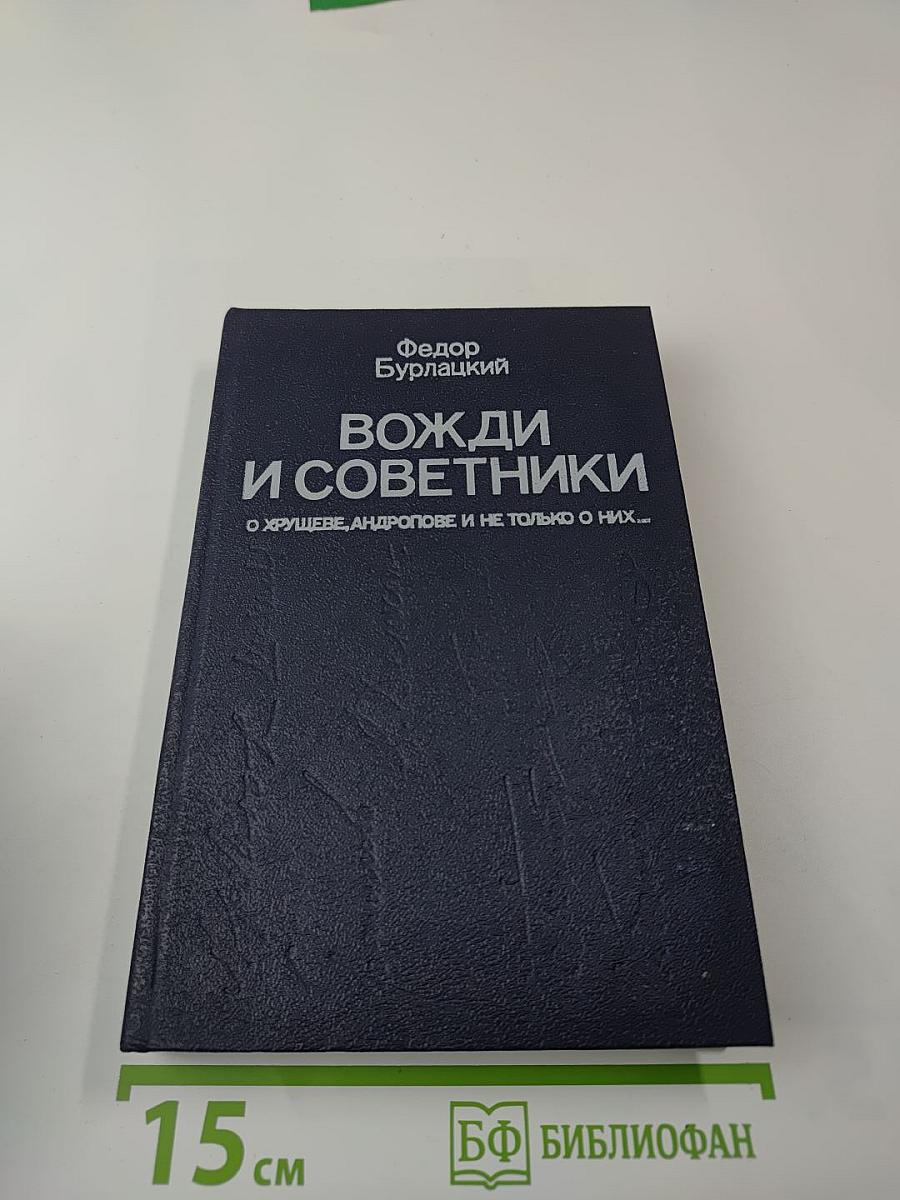 Федор
Бурлацкий
ВОЖДИ
И СОВЕТНИКИ
О ХРУЩЕВЕ, АНДРОПОВЕ И НЕ ТОЛЬКО О НИХ...
15 см
БФ БИБЛИОФАН